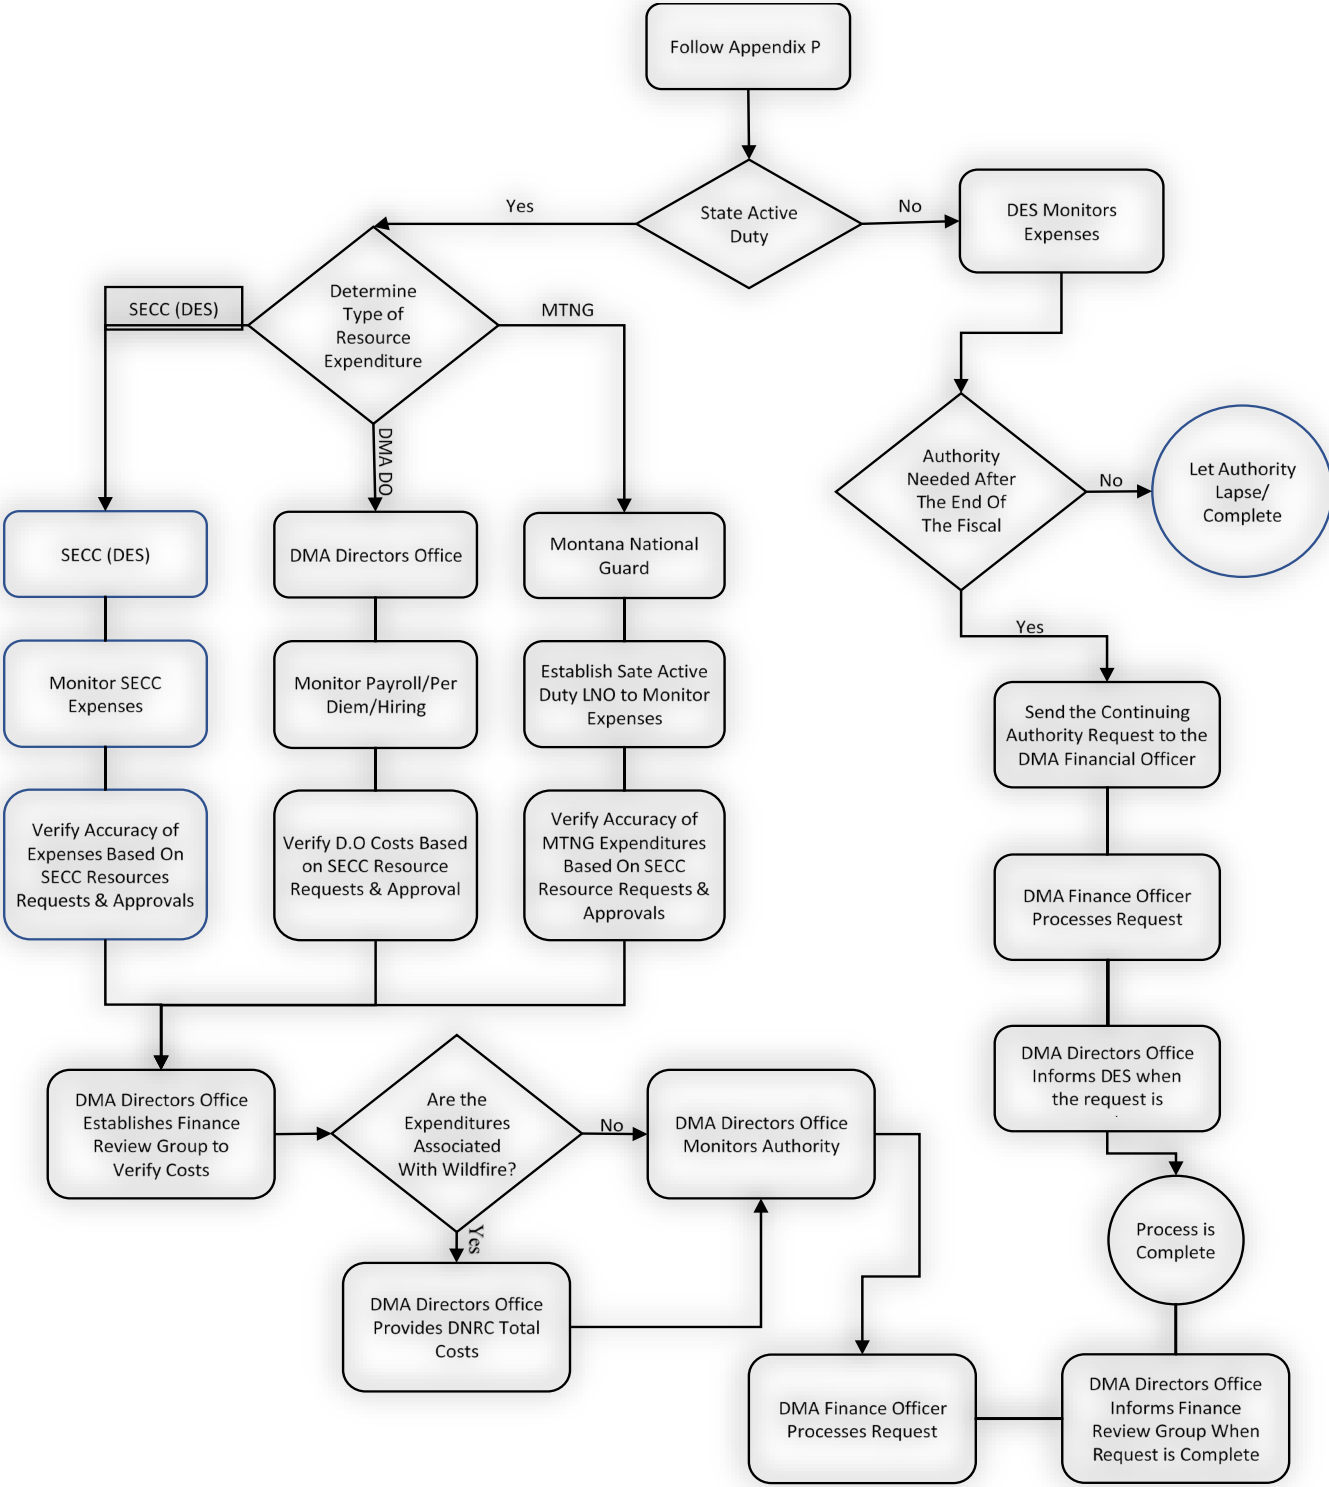 Follow Appendix P
State Active
Duty
Yes
No
DES Monitors
Expenses
Determine
Type of
Resource
Expenditure
SECC (DES)
MTNG
DMA DO
Authority
Needed After
The End Of
The Fiscal
No
Let Authority
Lapse/
Complete
Yes
SECC (DES)
DMA Directors Office
Montana National
Guard
Monitor SECC
Expenses
Monitor Payroll/Per
Diem/Hiring
Establish Sate Active
Duty LNO to Monitor
Expenses
Send the Continuing
Authority Request to the
DMA Financial Officer
Verify Accuracy of
Expenses Based On
SECC Resources
Requests & Approvals
Verify D.O Costs Based
on SECC Resource
Requests & Approval
Verify Accuracy of
MTNG Expenditures
Based On SECC
Resource Requests &
Approvals
DMA Finance Officer
Processes Request
DMA Directors Office
Informs DES when
the request is
DMA Directors Office
Establishes Finance
Review Group to
Verify Costs
Are the
Expenditures
Associated
With Wildfire?
No
Yes
DMA Directors Office
Monitors Authority
Process is
Complete
DMA Directors Office
Provides DNRC Total
Costs
DMA Finance Officer
Processes Request
DMA Directors Office
Informs Finance
Review Group When
Request is Complete